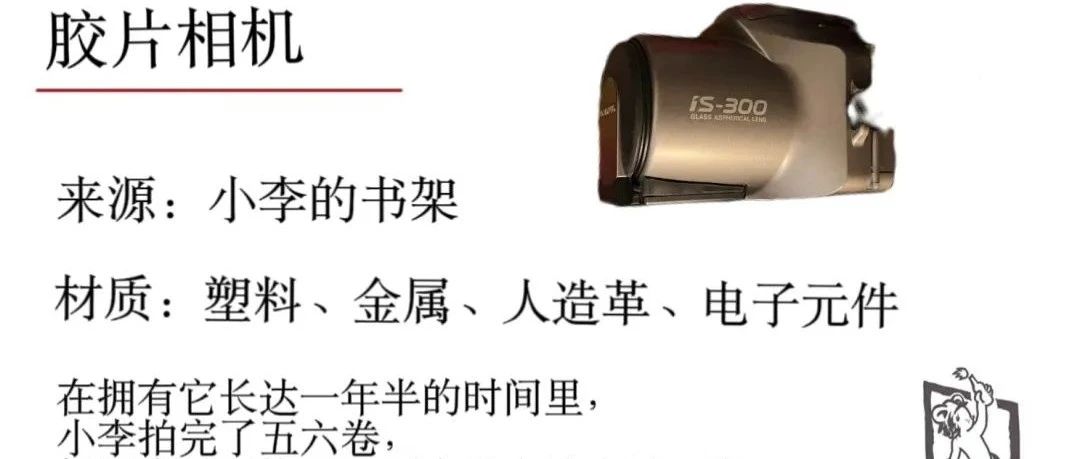 胶片相机
iS-300
GLASS ASPHERICAL LENS
来源：小李的书架
材质：塑料、金属、人造革、电子元件
在拥有它长达一年半的时间里，
小李拍完了五六卷，